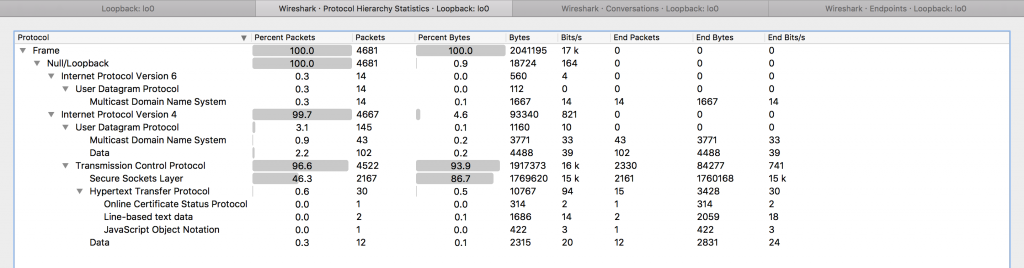 Loopback: lo0 Wireshark · Protocol Hierarchy Statistics · Loopback: lo0 Wireshark · Conversations · Loopback: lo0 Wireshark · Endpoints · Loopback: lo0
Protocol Percent Packets Packets Percent Bytes Bytes Bits/s End Packets End Bytes End Bits/s
Frame 100.0 4681 100.0 2041195 17 k 0 0 0
Null/Loopback 100.0 4681 0.9 18724 164 0 0 0
Internet Protocol Version 6 0.3 14 0.0 560 4 0 0 0
User Datagram Protocol 0.3 14 0.0 112 0 0 0 0
Multicast Domain Name System 0.3 14 0.1 1667 14 14 1667 14
Internet Protocol Version 4 99.7 4667 4.6 93340 821 0 0 0
User Datagram Protocol 3.1 145 0.1 1160 10 0 0 0
Multicast Domain Name System 0.9 43 0.2 3771 33 43 3771 33
Data 2.2 102 0.2 4488 39 102 4488 39
Transmission Control Protocol 96.6 4522 93.9 1917373 16 k 2330 84277 741
Secure Sockets Layer 46.3 2167 86.7 1769620 15 k 2161 1760168 15 k
Hypertext Transfer Protocol 0.6 30 0.5 10767 94 15 3428 30
Online Certificate Status Protocol 0.0 1 0.0 314 2 1 314 2
Line-based text data 0.0 2 0.1 1686 14 2 2059 18
JavaScript Object Notation 0.0 1 0.0 422 3 1 422 3
Data 0.3 12 0.1 2315 20 12 2831 24